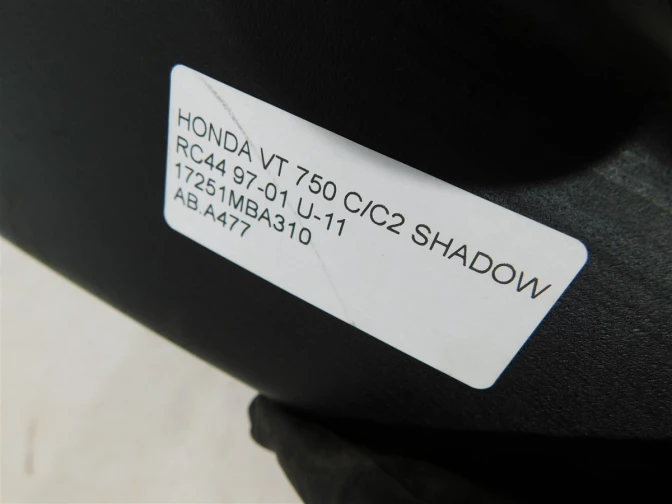 HONDA VT 750 C/C2 SHADOW
RC44 97-01 U-11
17251MBA310
AB.A477